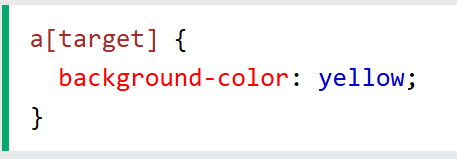 a[target] {
  background-color: yellow;
}